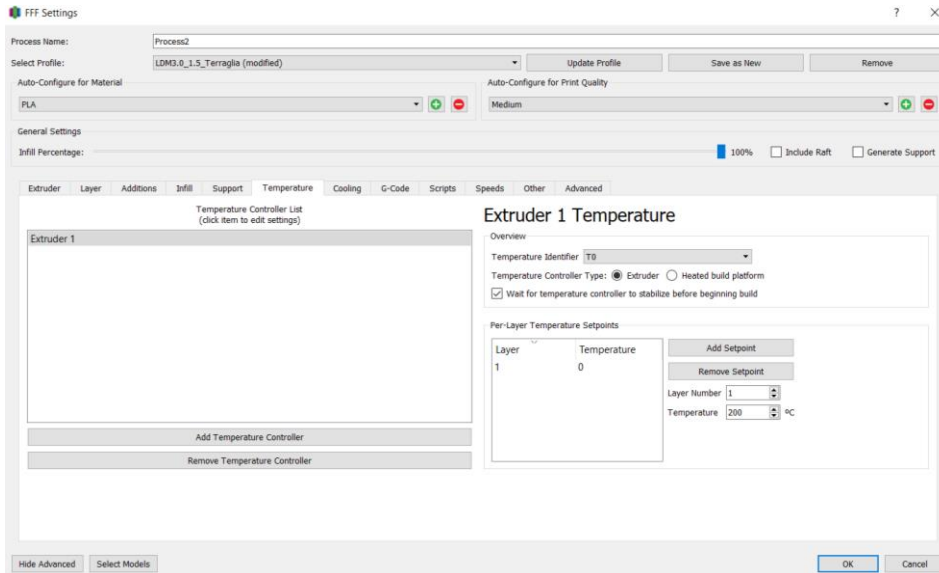 FFF Settings ?
Process Name: Process2
Select Profile: LDM3.0_1.5_Terraglia (modified) Update Profile Save as New Remove
Auto-Configure for Material Auto-Configure for Print Quality
PLA Medium
General Settings
Infill Percentage: 100% Include Raft Generate Support
Extruder Layer Additions Infill Support Temperature Cooling G-Code Scripts Speeds Other Advanced
Temperature Controller List
(click item to edit settings)
Extruder 1
Add Temperature Controller
Remove Temperature Controller
Extruder 1 Temperature
Overview
Temperature Identifier T0
Temperature Controller Type: Extruder Heated build platform
Wait for temperature controller to stabilize before beginning build
Per-Layer Temperature Setpoints
Layer Temperature
1 0
Add Setpoint
Remove Setpoint
Layer Number 1
Temperature 200 ºC
Hide Advanced Select Models OK Cancel